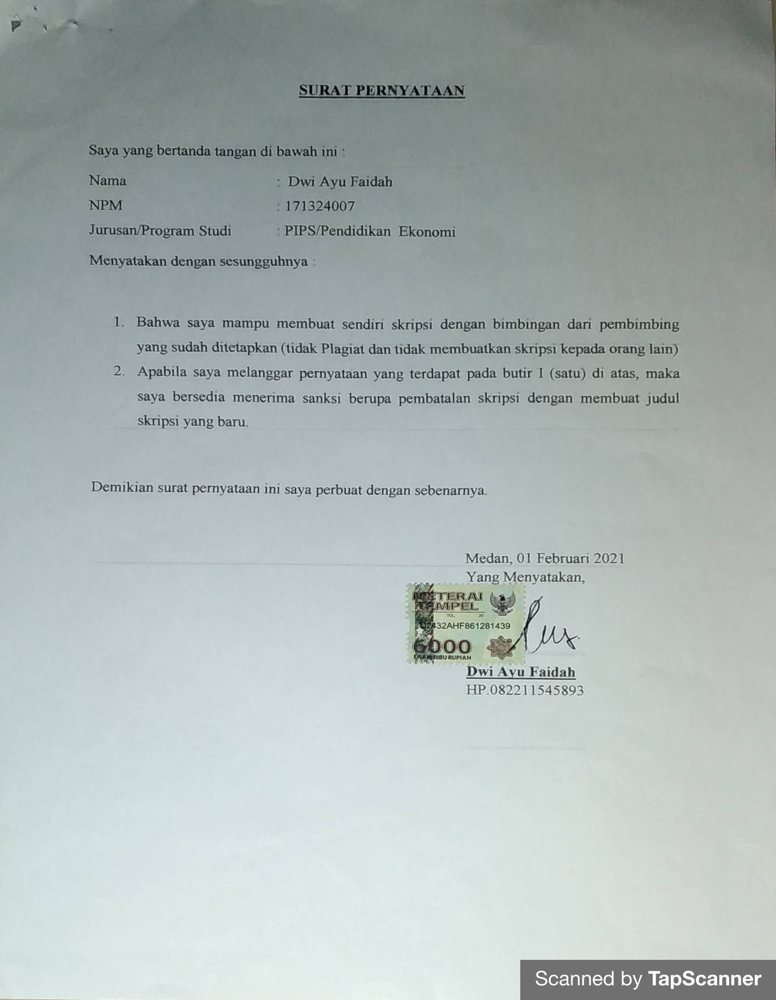 SURAT PERNYATAAN
Saya yang bertanda tangan di bawah ini :
Nama : Dwi Ayu Faidah
NPM : 171324007
Jurusan/Program Studi : PIPS/Pendidikan Ekonomi
Menyatakan dengan sesungguhnya :
1. Bahwa saya mampu membuat sendiri skripsi dengan bimbingan dari pembimbing
yang sudah ditetapkan (tidak Plagiat dan tidak membuatkan skripsi kepada orang lain)
2. Apabila saya melanggar pernyataan yang terdapat pada butir I (satu) di atas, maka
saya bersedia menerima sanksi berupa pembatalan skripsi dengan membuat judul
skripsi yang baru.
Demikian surat pernyataan ini saya perbuat dengan sebenarnya.
Medan, 01 Februari 2021
Yang Menyatakan,
METERAI
TEMPEL
TGL. 20
D2432AHF861281439
6000
ENAM RIBU RUPIAH
Dwi Ayu Faidah
HP.082211545893
Scanned by TapScanner